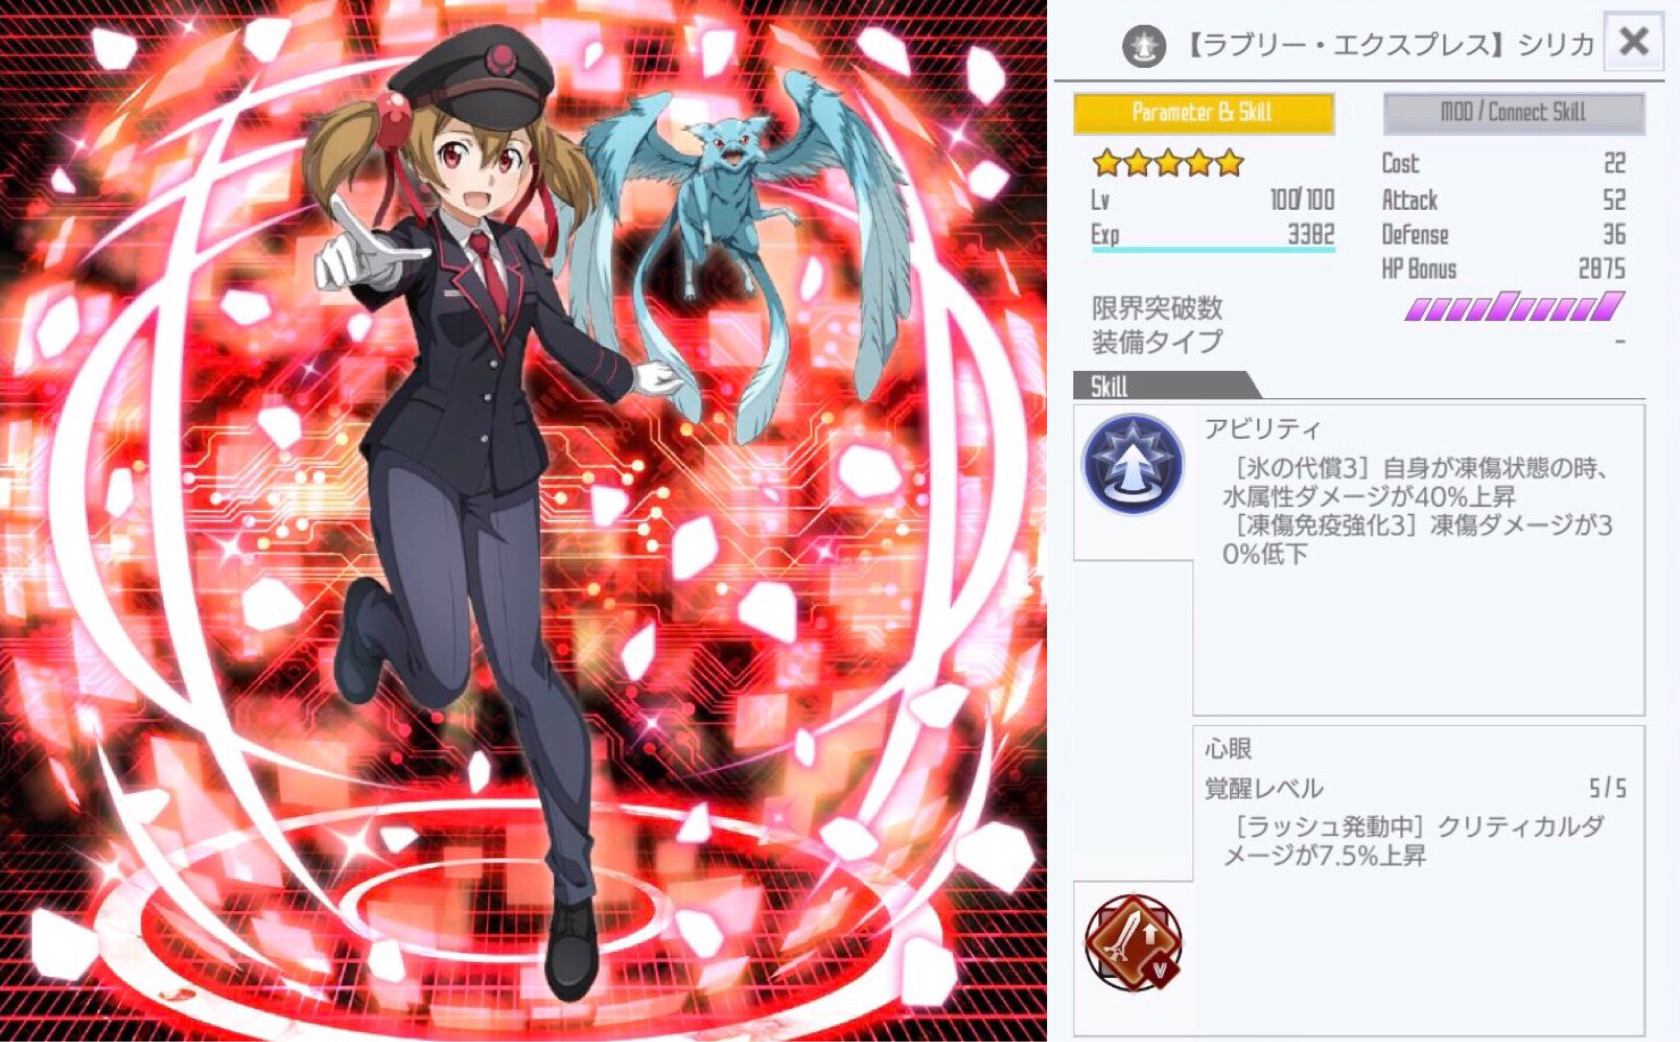 【ラブリー・エクスプレス】シリカ
Parameter & Skill
MOD / Connect Skill
Lv 100/100
Exp 3382
Cost 22
Attack 52
Defense 36
HP Bonus 2875
限界突破数
装備タイプ -
Skill
アビリティ
［氷の代償3］自身が凍傷状態の時、
水属性ダメージが40%上昇
［凍傷免疫強化3］凍傷ダメージが3
0%低下
心眼
覚醒レベル 5/5
［ラッシュ発動中］クリティカルダ
メージが7.5%上昇
V